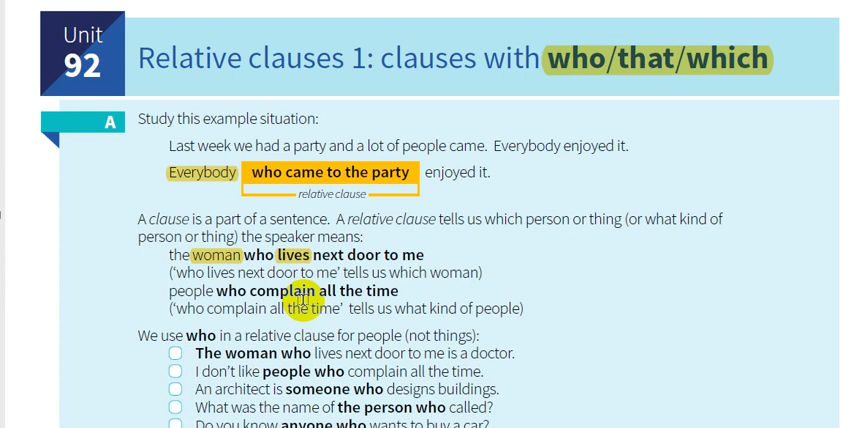 Unit
92
Relative clauses 1: clauses with who/that/which
A
Study this example situation:
Last week we had a party and a lot of people came. Everybody enjoyed it.
Everybody who came to the party enjoyed it.
relative clause
A clause is a part of a sentence. A relative clause tells us which person or thing (or what kind of
person or thing) the speaker means:
the woman who lives next door to me
(‘who lives next door to me’ tells us which woman)
people who complain all the time
(‘who complain all the time’ tells us what kind of people)
We use who in a relative clause for people (not things):
The woman who lives next door to me is a doctor.
I don’t like people who complain all the time.
An architect is someone who designs buildings.
What was the name of the person who called?
Do you know anyone who wants to buy a car?